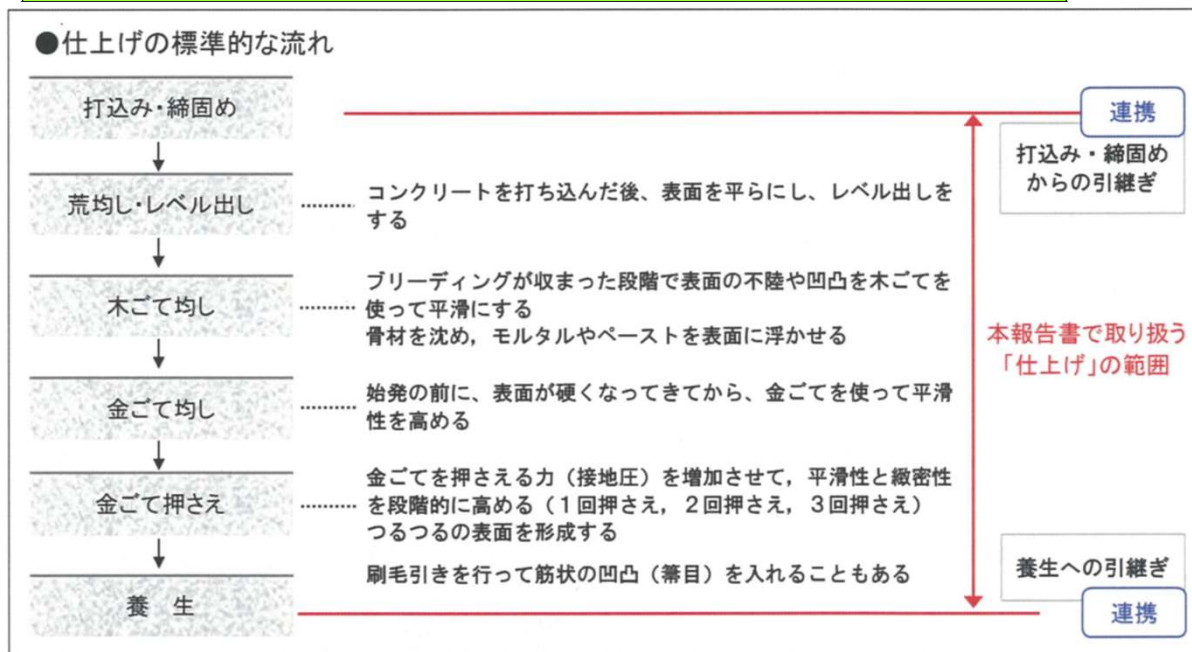 ●仕上げの標準的な流れ
打込み・締固め
荒均し・レベル出し
コンクリートを打ち込んだ後、表面を平らにし、レベル出しを
する
木ごて均し
ブリーディングが収まった段階で表面の不陸や凹凸を木ごてを
使って平滑にする
骨材を沈め，モルタルやペーストを表面に浮かせる
金ごて均し
始発の前に、表面が硬くなってきてから、金ごてを使って平滑
性を高める
金ごて押さえ
金ごてを押さえる力（接地圧）を増加させて，平滑性と緻密性
を段階的に高める（１回押さえ，２回押さえ，３回押さえ）
つるつるの表面を形成する
刷毛引きを行って筋状の凹凸（箒目）を入れることもある
養　生
連携
打込み・締固め
からの引継ぎ
本報告書で取り扱う
「仕上げ」の範囲
養生への引継ぎ
連携